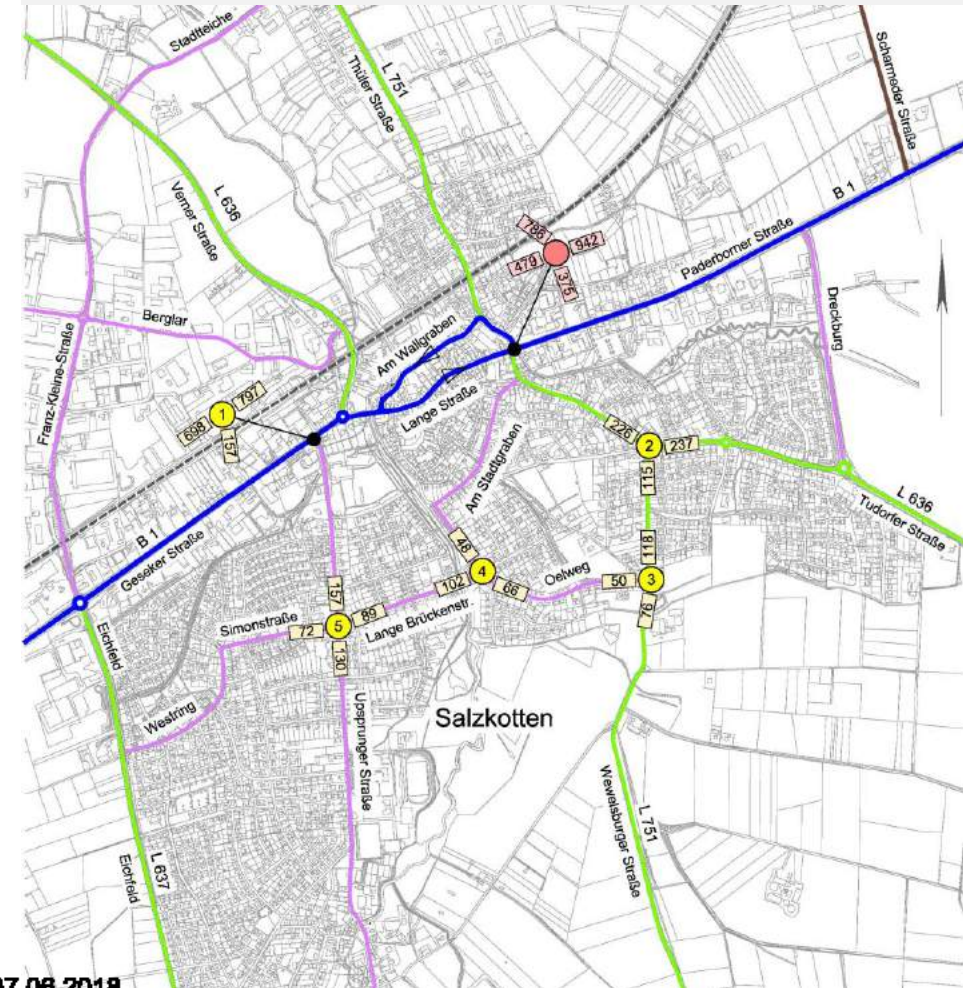 Stadtteiche
L 751
Thüler Straße
Scharmeder Straße
L 636
Verner Straße
B 1
Paderborner Straße
786
942
479
375
Berglar
Am Wallgraben
Dreckburg
Franz-Kleine-Straße
Lange Straße
1
797
698
157
226
2
237
115
Am Stadtgraben
L 636
Tudorfer Straße
B 1
Geseker Straße
118
48
4
102
66
Oelweg
50
3
76
157
89
Lange Brückenstr.
Simonstraße
72
5
130
Eichfeld
Westring
Upsprunger Straße
Salzkotten
L 751
Wewelsburger Straße
L 637
Eichfeld
07.06.2018